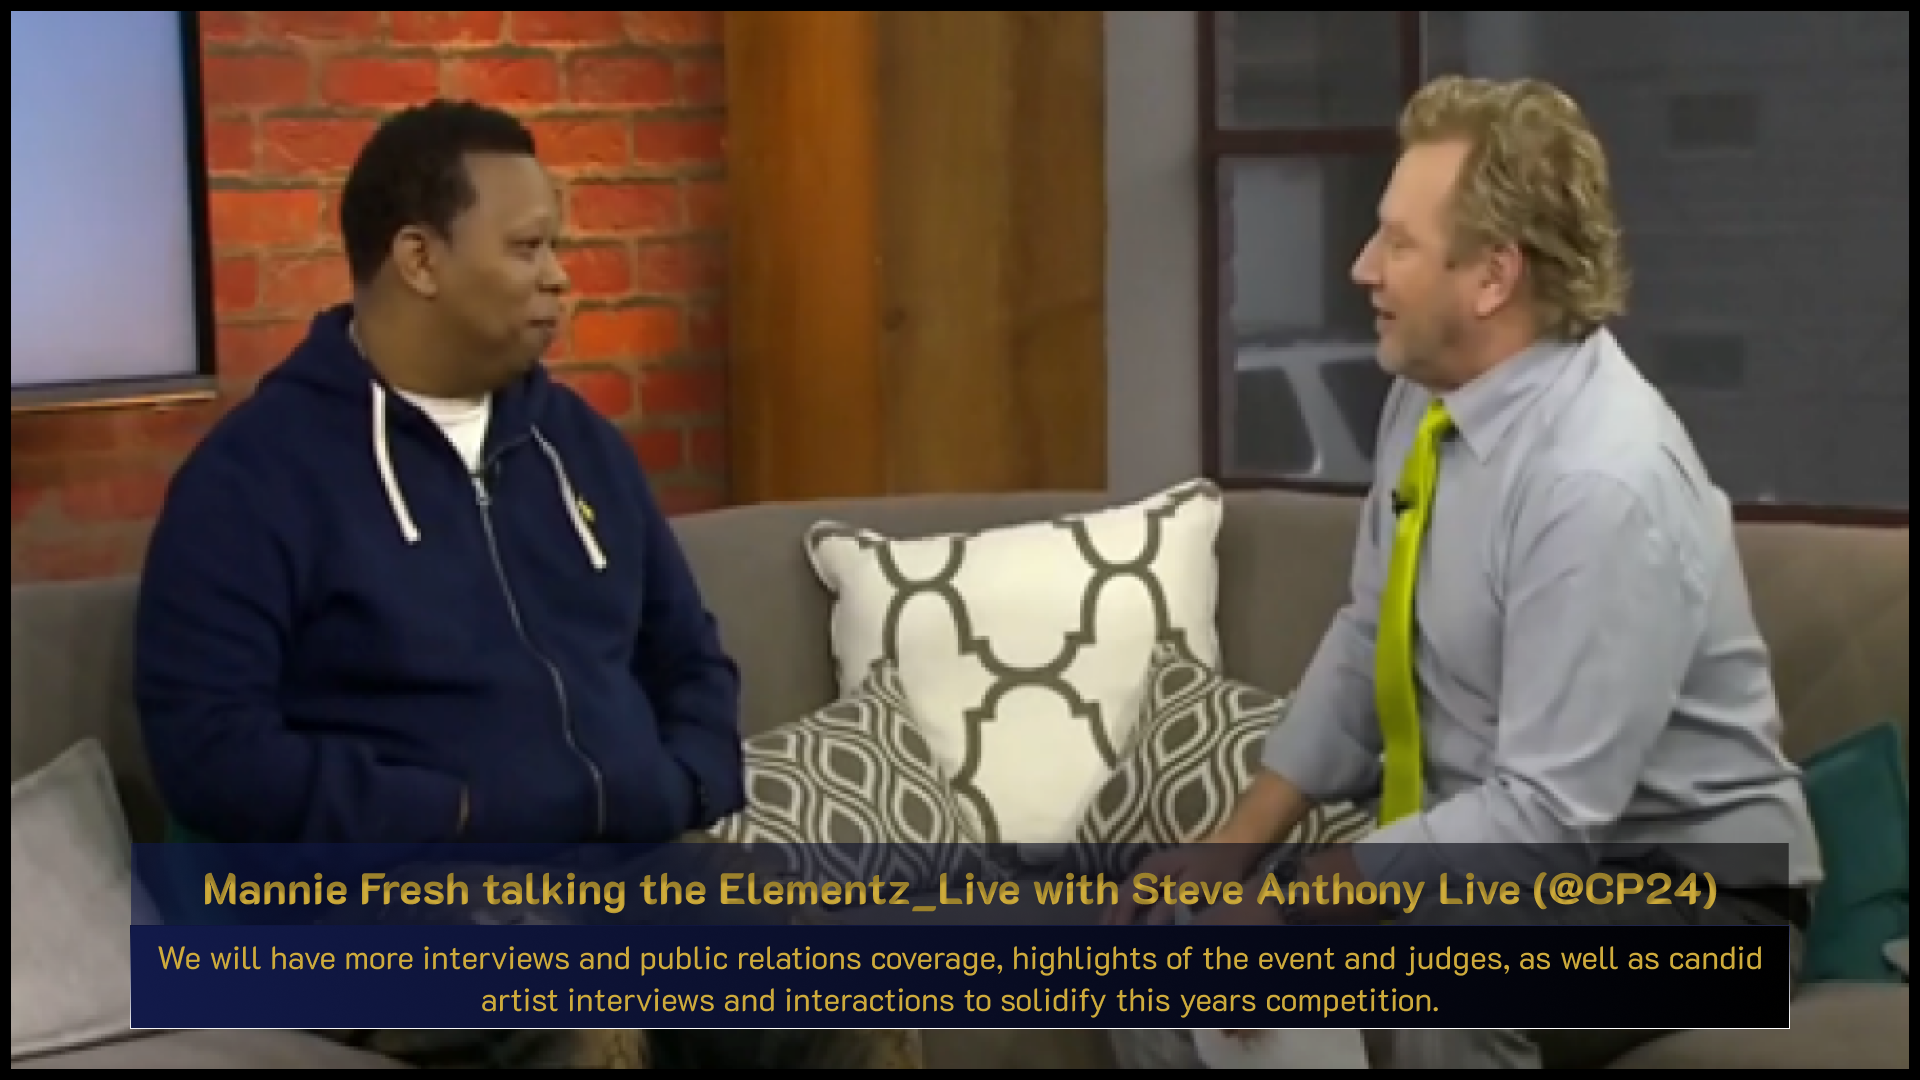 Mannie Fresh talking the Elementz_Live with Steve Anthony Live (@CP24)
We will have more interviews and public relations coverage, highlights of the event and judges, as well as candid
artist interviews and interactions to solidify this years competition.